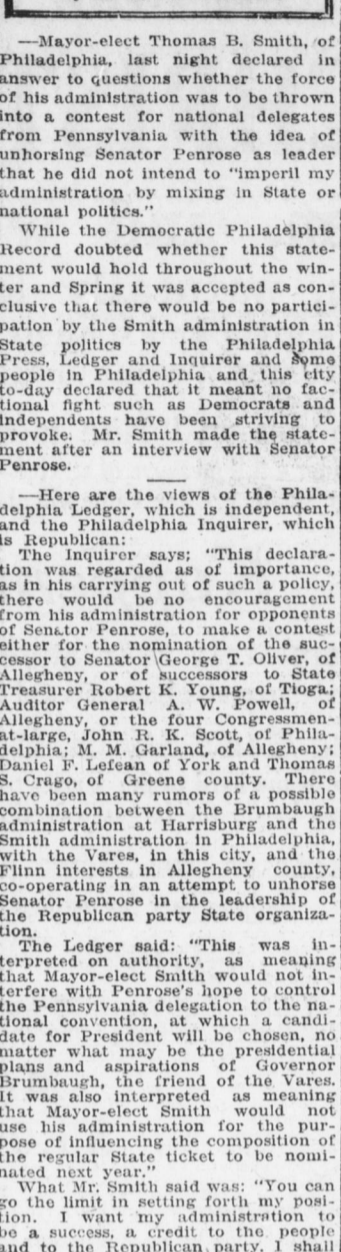 —Mayor-elect Thomas B. Smith, of
Philadelphia, last night declared in
answer to questions whether the force
of his administration was to be thrown
into a contest for national delegates
from Pennsylvania with the idea of
unhorsing Senator Penrose as leader
that he did not intend to "imperil my
administration by mixing in State or
national politics."
While the Democratic Philadelphia
Record doubted whether this state-
ment would hold throughout the win-
ter and Spring it was accepted as con-
clusive that there would be no partici-
pation by the Smith administration in
State politics by the Philadelphia
Press, Ledger and Inquirer and some
people in Philadelphia and this city
to-day declared that it meant no fac-
tional fight such as Democrats and
Independents have been striving to
provoke. Mr. Smith made the state-
ment after an interview with Senator
Penrose.
—Here are the views of the Phila-
delphia Ledger, which is independent,
and the Philadelphia Inquirer, which
is Republican:
The Inquirer says; "This declara-
tion was regarded as of importance,
as in his carrying out of such a policy,
there would be no encouragement
from his administration for opponents
of Senator Penrose, to make a contest
either for the nomination of the suc-
cessor to Senator George T. Oliver, of
Allegheny, or of successors to State
Treasurer Robert K. Young, of Tioga;
Auditor General A. W. Powell, of
Allegheny, or the four Congressmen-
at-large, John R. K. Scott, of Phila-
delphia; M. M. Garland, of Allegheny;
Daniel F. Lefean of York and Thomas
S. Crago, of Greene county. There
have been many rumors of a possible
combination between the Brumbaugh
administration at Harrisburg and the
Smith administration in Philadelphia,
with the Vares, in this city, and the
Flinn interests in Allegheny county,
co-operating in an attempt to unhorse
Senator Penrose in the leadership of
the Republican party State organiza-
tion.
The Ledger said: "This was in-
terpreted on authority, as meaning
that Mayor-elect Smith would not in-
terfere with Penrose's hope to control
the Pennsylvania delegation to the na-
tional convention, at which a candi-
date for President will be chosen, no
matter what may be the presidential
plans and aspirations of Governor
Brumbaugh, the friend of the Vares.
It was also interpreted as meaning
that Mayor-elect Smith would not
use his administration for the pur-
pose of influencing the composition of
the regular State ticket to be nomi-
nated next year."
What Mr. Smith said was: "You can
go the limit in setting forth my posi-
tion. I want my administration to
be a success, a credit to the people
and to the Republican party. I shall